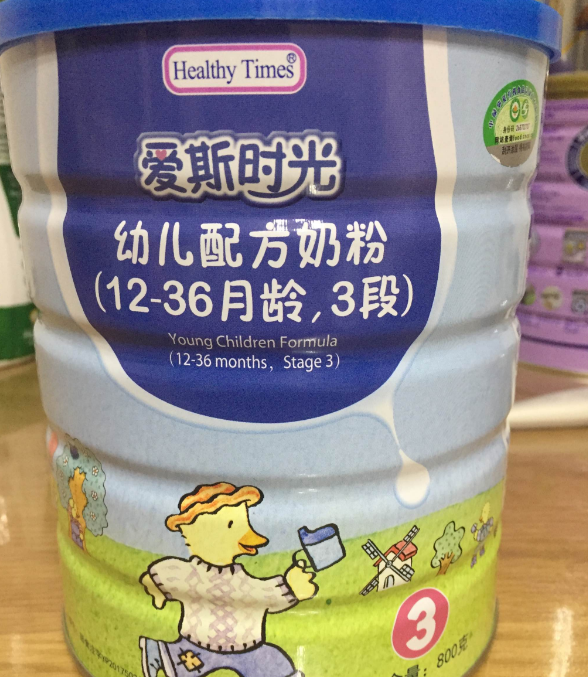 Healthy Times®
爱斯时光
幼儿配方奶粉
(12-36月龄,3段)
Young Children Formula
(12-36 months, Stage 3)
3
800克